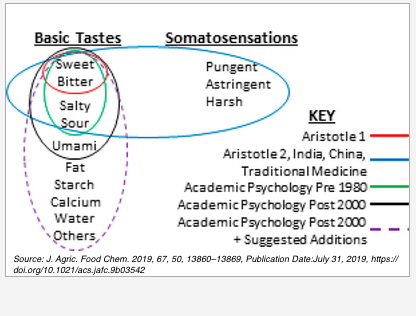 Basic Tastes
Somatosensations
Sweet
Bitter
Salty
Sour
Umami
Fat
Starch
Calcium
Water
Others
Pungent
Astringent
Harsh
KEY
Aristotle 1
Aristotle 2, India, China,
Traditional Medicine
Academic Psychology Pre 1980
Academic Psychology Post 2000
Academic Psychology Post 2000
+ Suggested Additions
Source: J. Agric. Food Chem. 2019, 67, 50, 13860–13869, Publication Date:July 31, 2019, https://
doi.org/10.1021/acs.jafc.9b03542